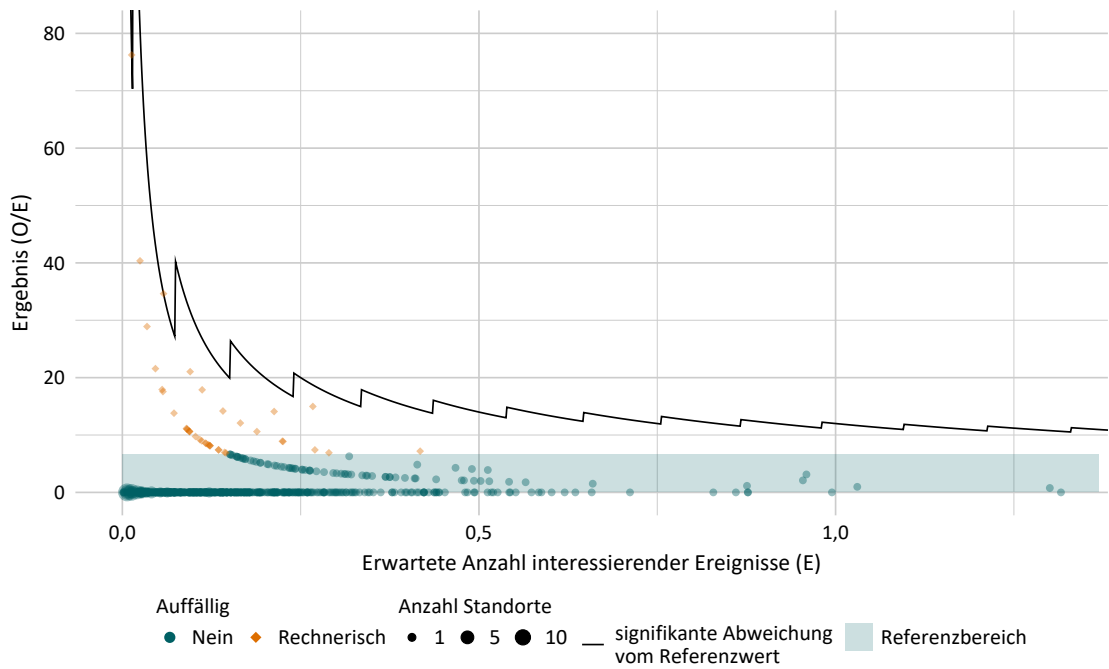 80
60
40
20
0
Ergebnis (O/E)
0,0
0,5
1,0
Erwartete Anzahl interessierender Ereignisse (E)
Auffällig
Nein
Rechnerisch
Anzahl Standorte
1
5
10
signifikante Abweichung
vom Referenzwert
Referenzbereich